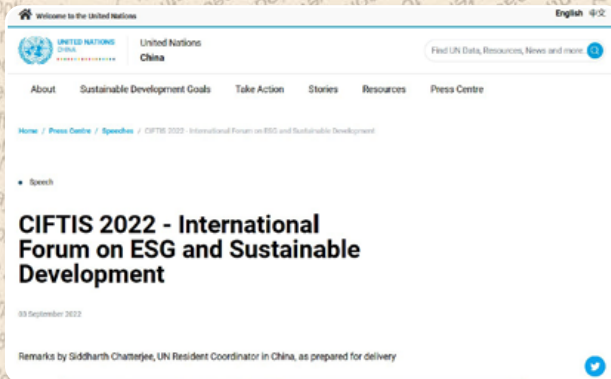 Welcome to the United Nations
English 中文
UNITED NATIONS
CHINA
United Nations
China
Find UN Data, Resources, News and more
About Sustainable Development Goals Take Action Stories Resources Press Centre
Home / Press Centre / Speeches / CIFTIS 2022 - International Forum on ESG and Sustainable Development
Speech
CIFTIS 2022 - International
Forum on ESG and Sustainable
Development
03 September 2022
Remarks by Siddharth Chatterjee, UN Resident Coordinator in China, as prepared for delivery